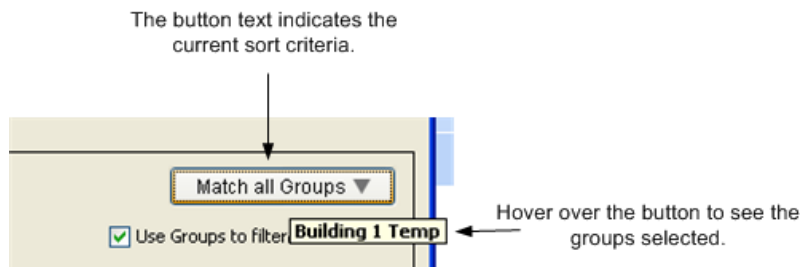 The button text indicates the
current sort criteria.
Match all Groups
Use Groups to filter
Building 1 Temp
Hover over the button to see the
groups selected.